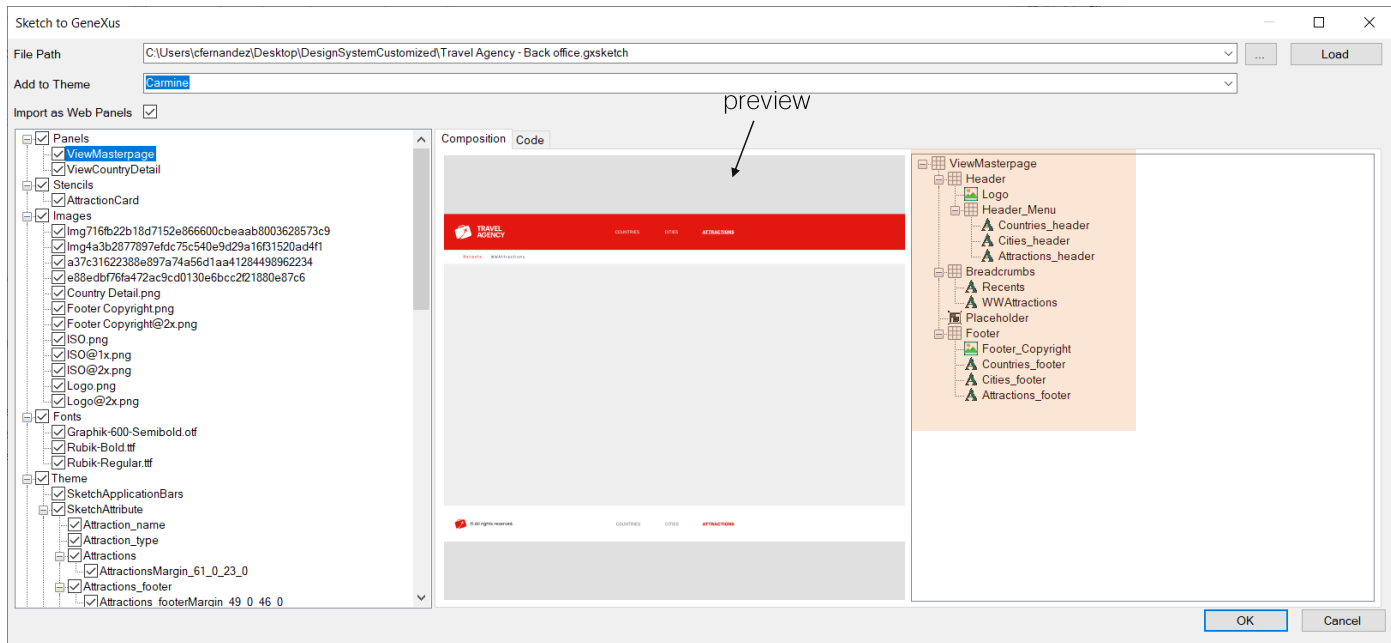 Sketch to GeneXus
File Path
C:\Users\cfernandez\Desktop\DesignSystemCustomized\Travel Agency - Back office.gxsketch
...
Load
Add to Theme
Carmine
Import as Web Panels
preview
Panels
ViewMasterpage
ViewCountryDetail
Stencils
AttractionCard
Images
Img716fb22b18d7152e866600cbeaab8003628573c9
Img4a3b2877897efdc75c540e9d29a16f31520ad4f1
a37c31622388e897a74a56d1aa41284498962234
e88edbf76fa472ac9cd0130e6bcc2f21880e87c6
Country Detail.png
Footer Copyright.png
Footer Copyright@2x.png
ISO.png
ISO@1x.png
ISO@2x.png
Logo.png
Logo@2x.png
Fonts
Graphik-600-Semibold.otf
Rubik-Bold.ttf
Rubik-Regular.ttf
Theme
SketchApplicationBars
SketchAttribute
Attraction_name
Attraction_type
Attractions
AttractionsMargin_61_0_23_0
Attractions_footer
Attractions_footerMargin_49_0_46_0
Composition
Code
TRAVEL
AGENCY
COUNTRIES CITIES ATTRACTIONS
Recents WWAttractions
© All rights reserved.
COUNTRIES CITIES ATTRACTIONS
ViewMasterpage
Header
Logo
Header_Menu
Countries_header
Cities_header
Attractions_header
Breadcrumbs
Recents
WWAttractions
Placeholder
Footer
Footer_Copyright
Countries_footer
Cities_footer
Attractions_footer
OK
Cancel